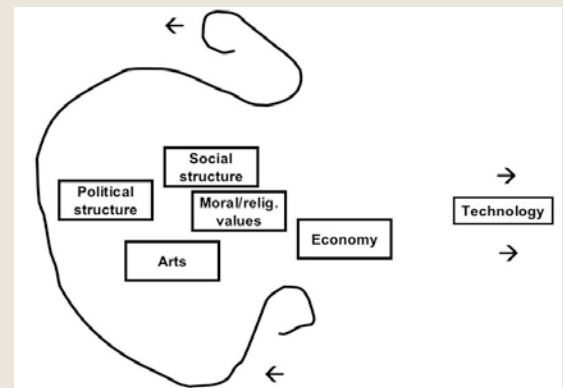 Social
structure
Political
structure
Moral/relig.
values
Technology
Economy
Arts